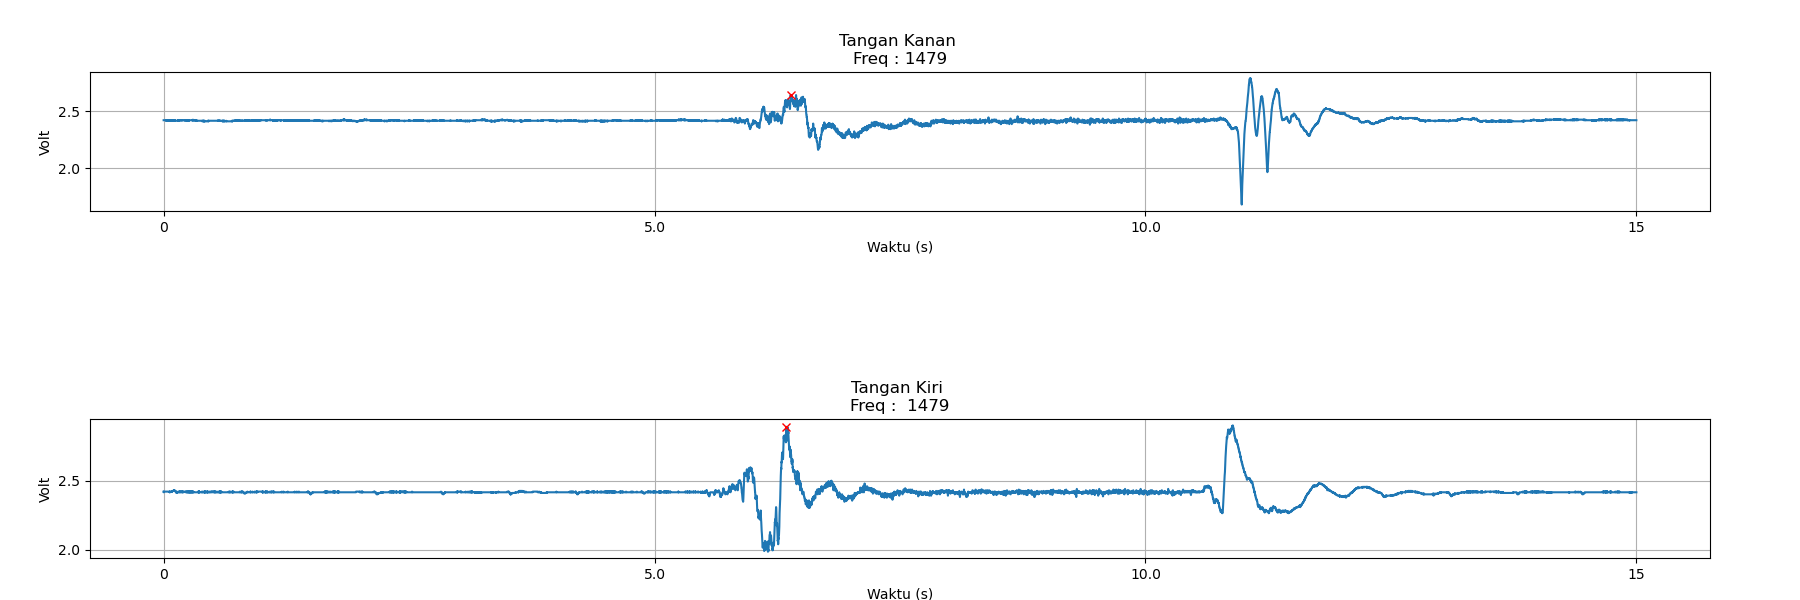 Tangan Kanan
Freq : 1479
2.5
2.0
Volt
0 5.0 10.0 15
Waktu (s)
Tangan Kiri
Freq :  1479
2.5
2.0
Volt
0 5.0 10.0 15
Waktu (s)